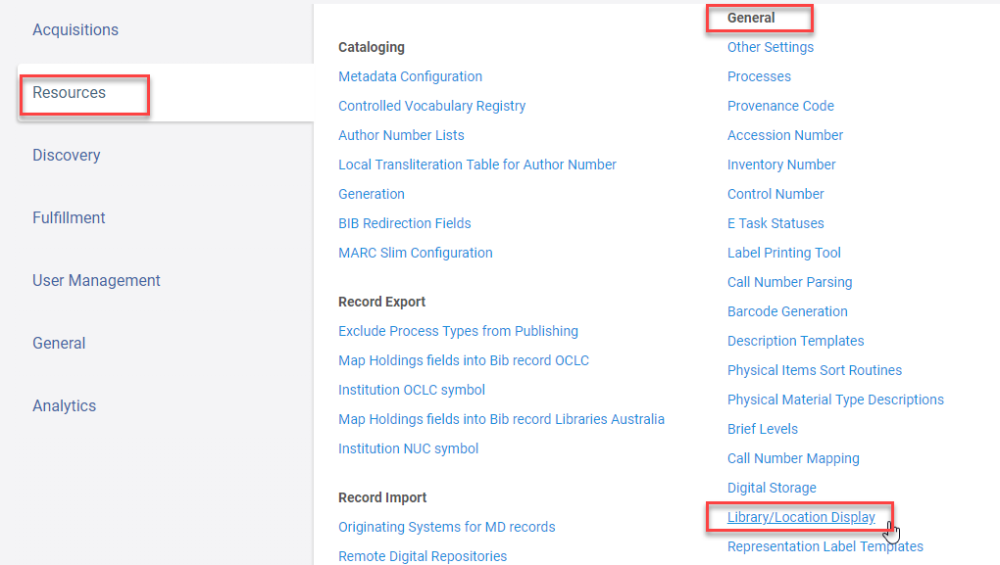 Acquisitions
Resources
Discovery
Fulfillment
User Management
General
Analytics
Cataloging
Metadata Configuration
Controlled Vocabulary Registry
Author Number Lists
Local Transliteration Table for Author Number
Generation
BIB Redirection Fields
MARC Slim Configuration
Record Export
Exclude Process Types from Publishing
Map Holdings fields into Bib record OCLC
Institution OCLC symbol
Map Holdings fields into Bib record Libraries Australia
Institution NUC symbol
Record Import
Originating Systems for MD records
Remote Digital Repositories
General
Other Settings
Processes
Provenance Code
Accession Number
Inventory Number
Control Number
E Task Statuses
Label Printing Tool
Call Number Parsing
Barcode Generation
Description Templates
Physical Items Sort Routines
Physical Material Type Descriptions
Brief Levels
Call Number Mapping
Digital Storage
Library/Location Display
Representation Label Templates